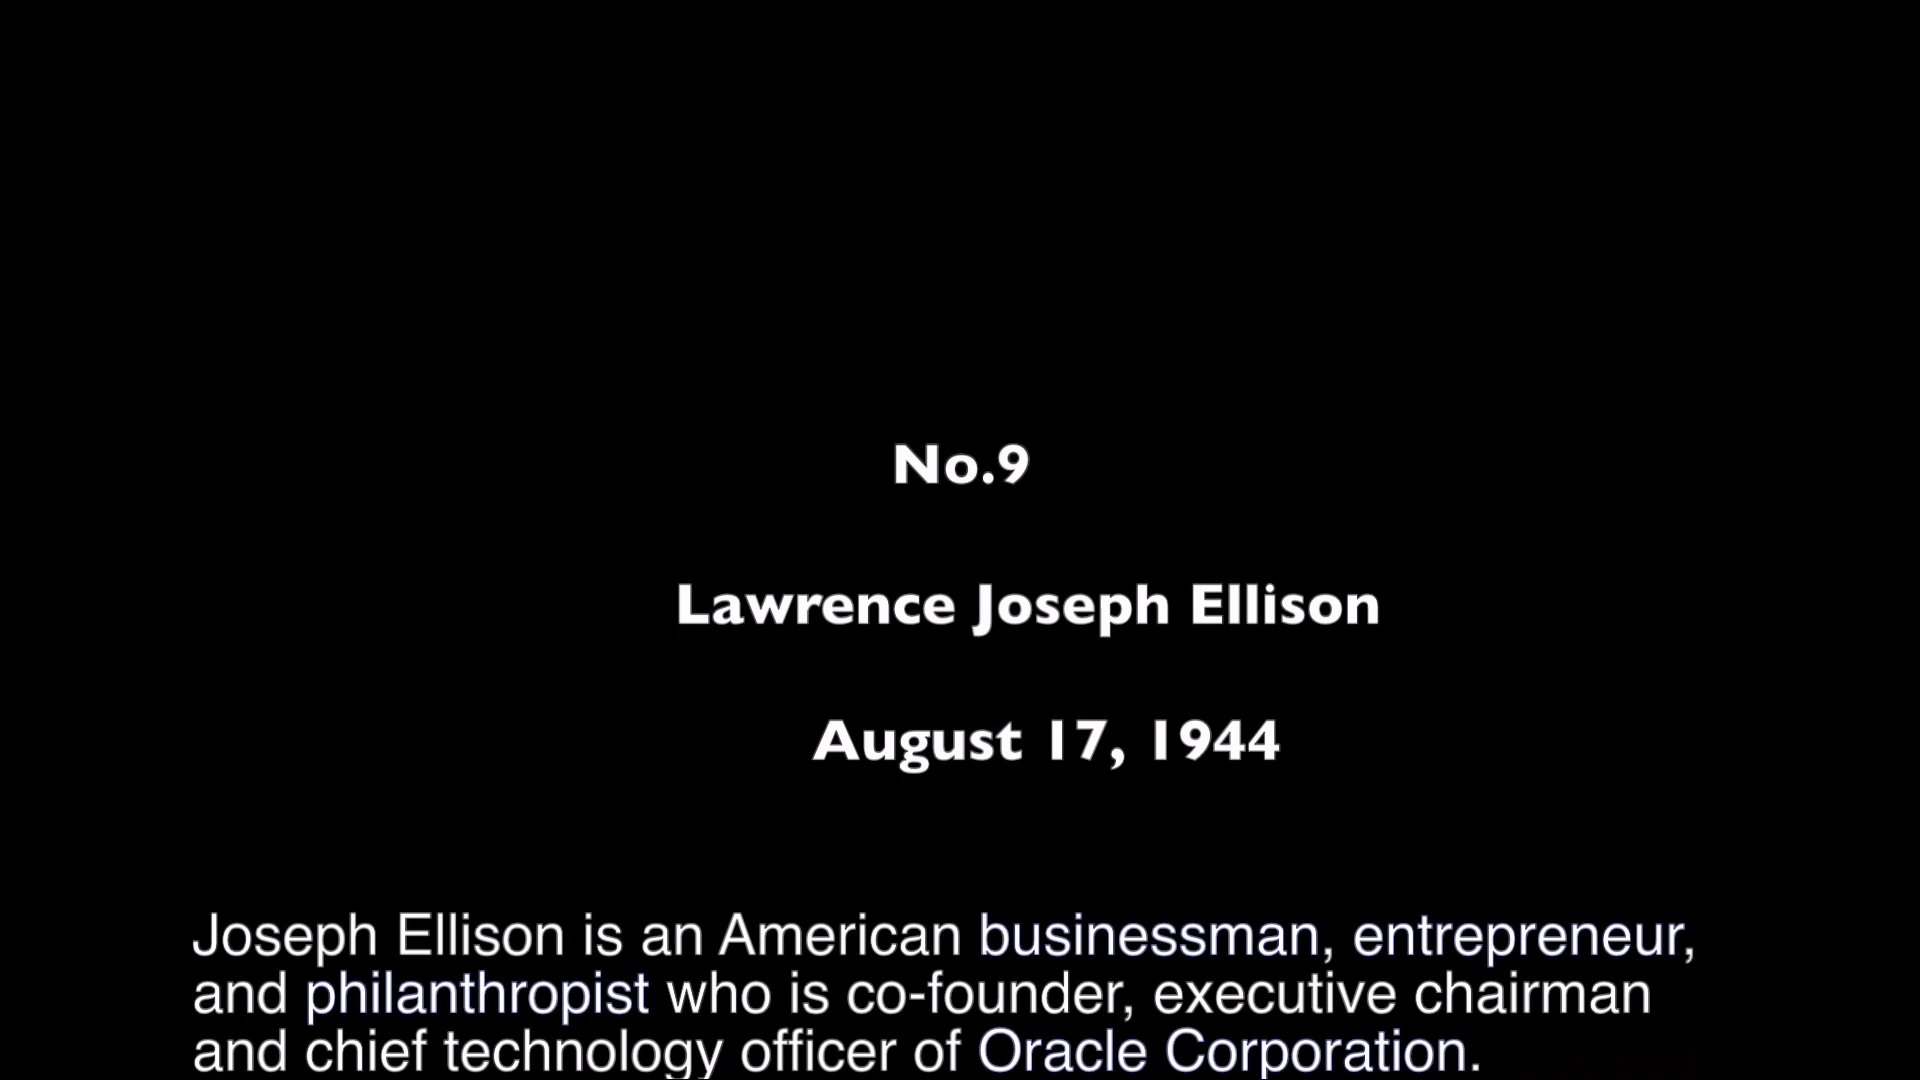 No.9
Lawrence Joseph Ellison
August 17, 1944
Joseph Ellison is an American businessman, entrepreneur,
and philanthropist who is co-founder, executive chairman
and chief technology officer of Oracle Corporation.